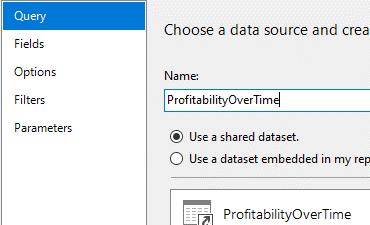 Query
Fields
Options
Filters
Parameters
Choose a data source and crea
Name:
ProfitabilityOverTime
Use a shared dataset.
Use a dataset embedded in my rep
ProfitabilityOverTime